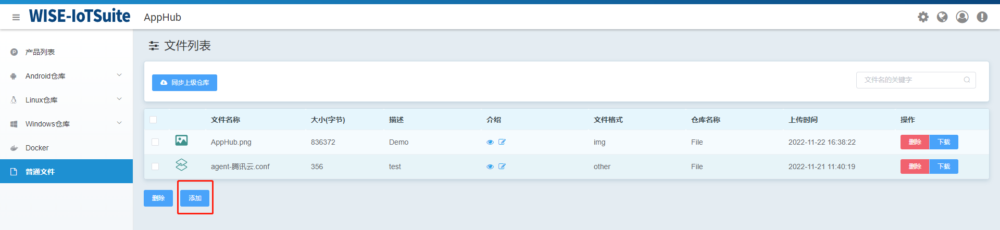 WISE-IoTSuite AppHub
产品列表
Android仓库
Linux仓库
Windows仓库
Docker
普通文件
文件列表
同步上级仓库
文件名的关键字
文件名称 大小(字节) 描述 介绍 文件格式 仓库名称 上传时间 操作
AppHub.png 836372 Demo img File 2022-11-22 16:38:22 删除 下载
agent-腾讯云.conf 356 test other File 2022-11-21 11:40:19 删除 下载
删除 添加